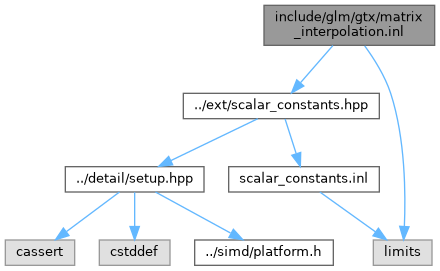 include/glm/gtx/matrix
_interpolation.inl
../ext/scalar_constants.hpp
../detail/setup.hpp
scalar_constants.inl
cassert
cstddef
../simd/platform.h
limits